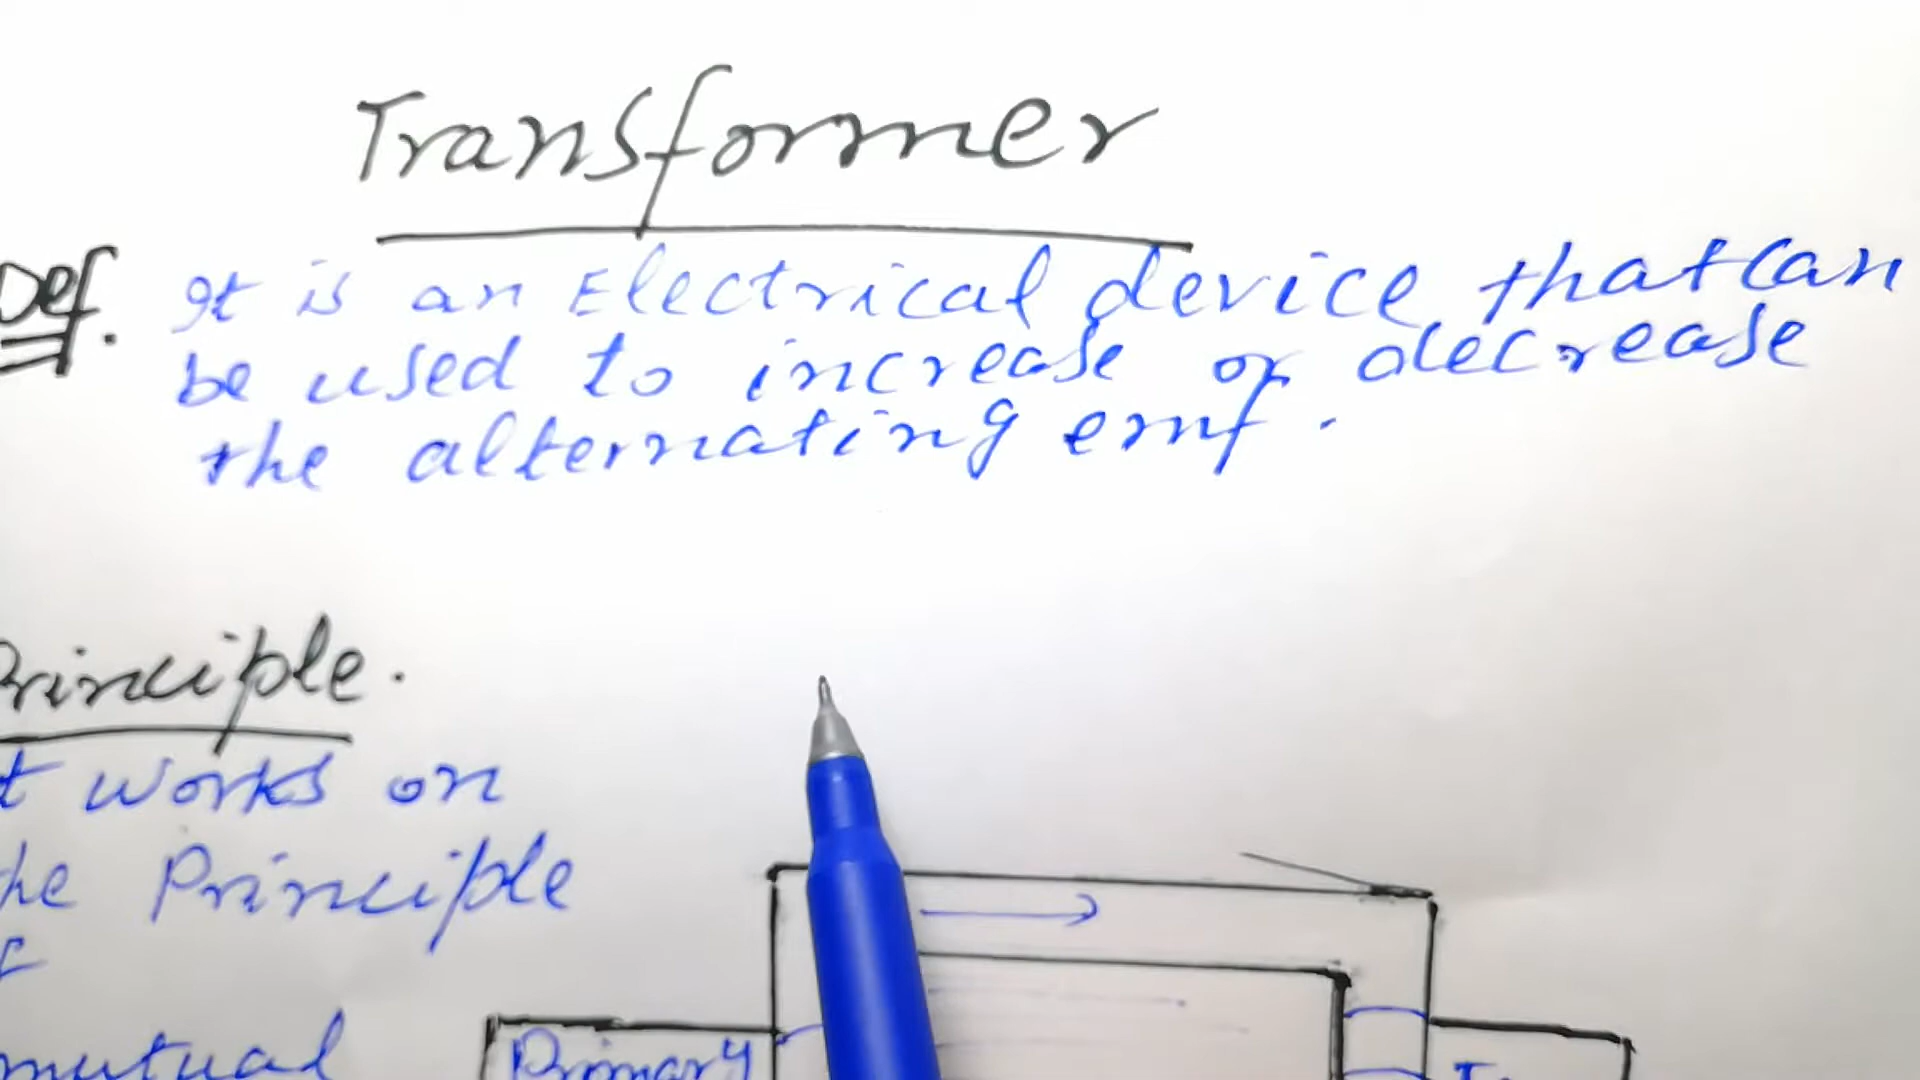 Transformer
Def. It is an Electrical device that can
be used to increase or decrease
the alternating emf.
Principle.
t works on
he Principle
mutual
Primary